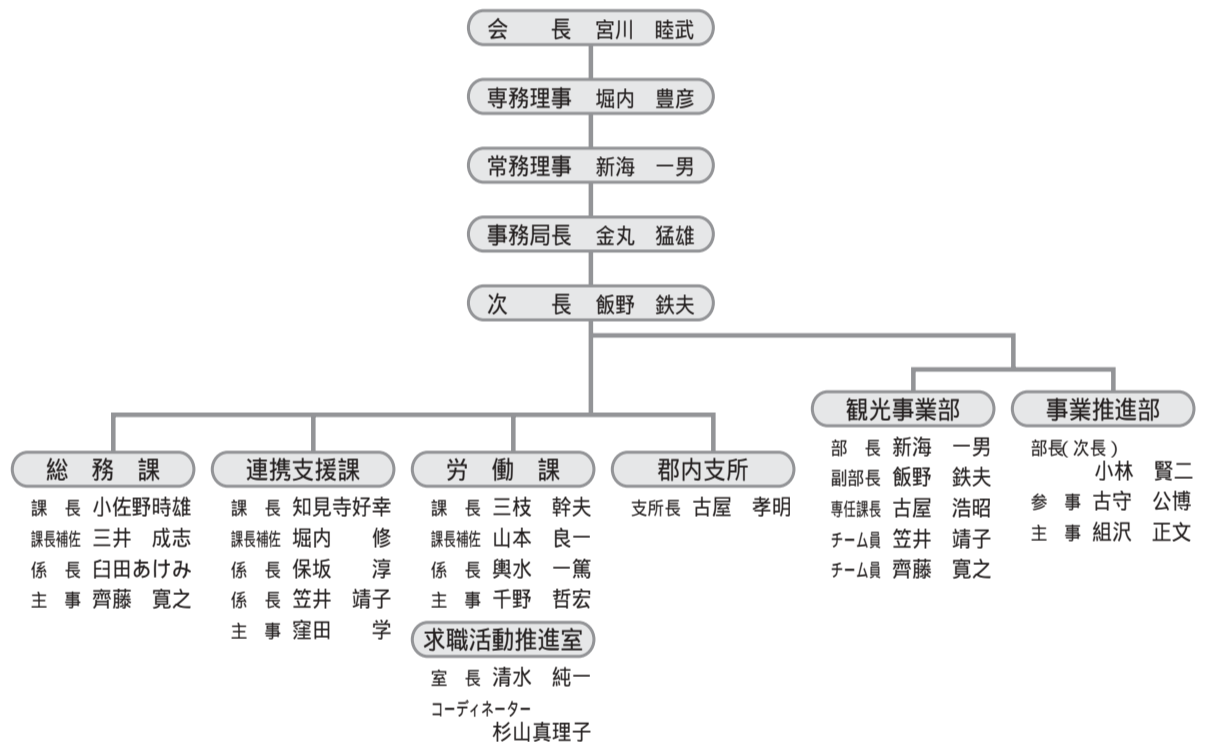 会　　長　宮川　睦武
専務理事　堀内　豊彦
常務理事　新海　一男
事務局長　金丸　猛雄
次　　長　飯野　鉄夫
総　務　課
課　長　小佐野時雄
課長補佐　三井　成志
係　長　臼田あけみ
主　事　齊藤　寛之
連携支援課
課　長　知見寺好幸
課長補佐　堀内　　修
係　長　保坂　　淳
係　長　笠井　靖子
主　事　窪田　　学
労　働　課
課　長　三枝　幹夫
課長補佐　山本　良一
係　長　輿水　一篤
主　事　千野　哲宏
求職活動推進室
室　長　清水　純一
コーディネーター
杉山真理子
郡内支所
支所長　古屋　孝明
観光事業部
部　長　新海　一男
副部長　飯野　鉄夫
専任課長　古屋　浩昭
チーム員　笠井　靖子
チーム員　齊藤　寛之
事業推進部
部長(次長)
小林　賢二
参　事　古守　公博
主　事　組沢　正文